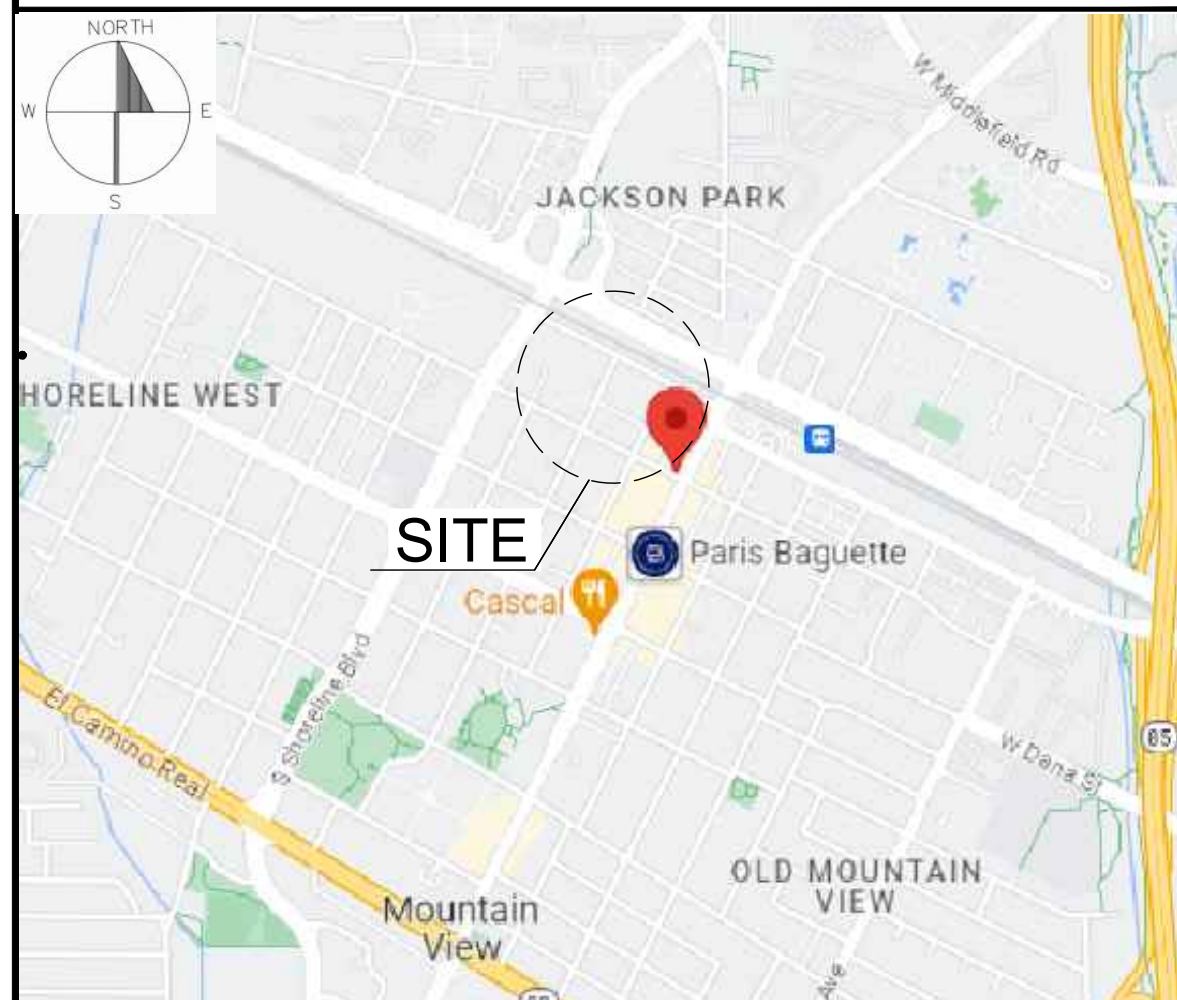 NORTH
W
E
S
W Middlefield Rd
JACKSON PARK
HORELINE WEST
SITE
Paris Baguette
Cascal
S Shoreline Blvd
El Camino Real
85
W Dana St
OLD MOUNTAIN
VIEW
Mountain
View
Ave